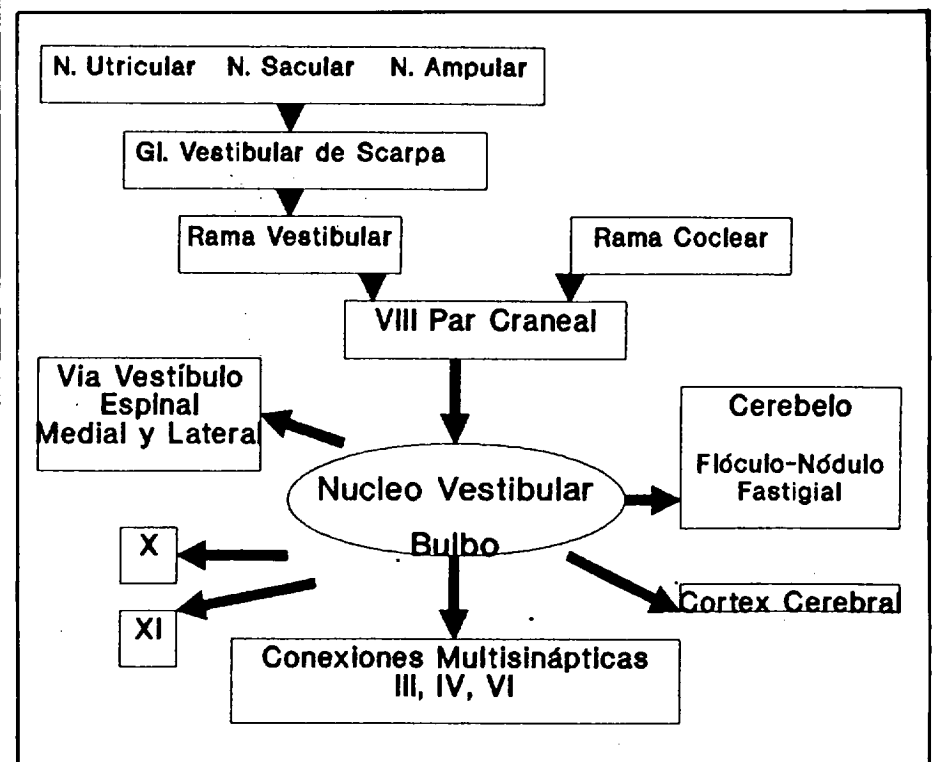 N. Utricular N. Sacular N. Ampular
Gl. Vestibular de Scarpa
Rama Vestibular
Rama Coclear
VIII Par Craneal
Via Vestíbulo
Espinal
Medial y Lateral
Cerebelo
Flóculo-Nódulo
Fastigial
Nucleo Vestibular
Bulbo
X
Cortex Cerebral
XI
Conexiones Multisinápticas
III, IV, VI